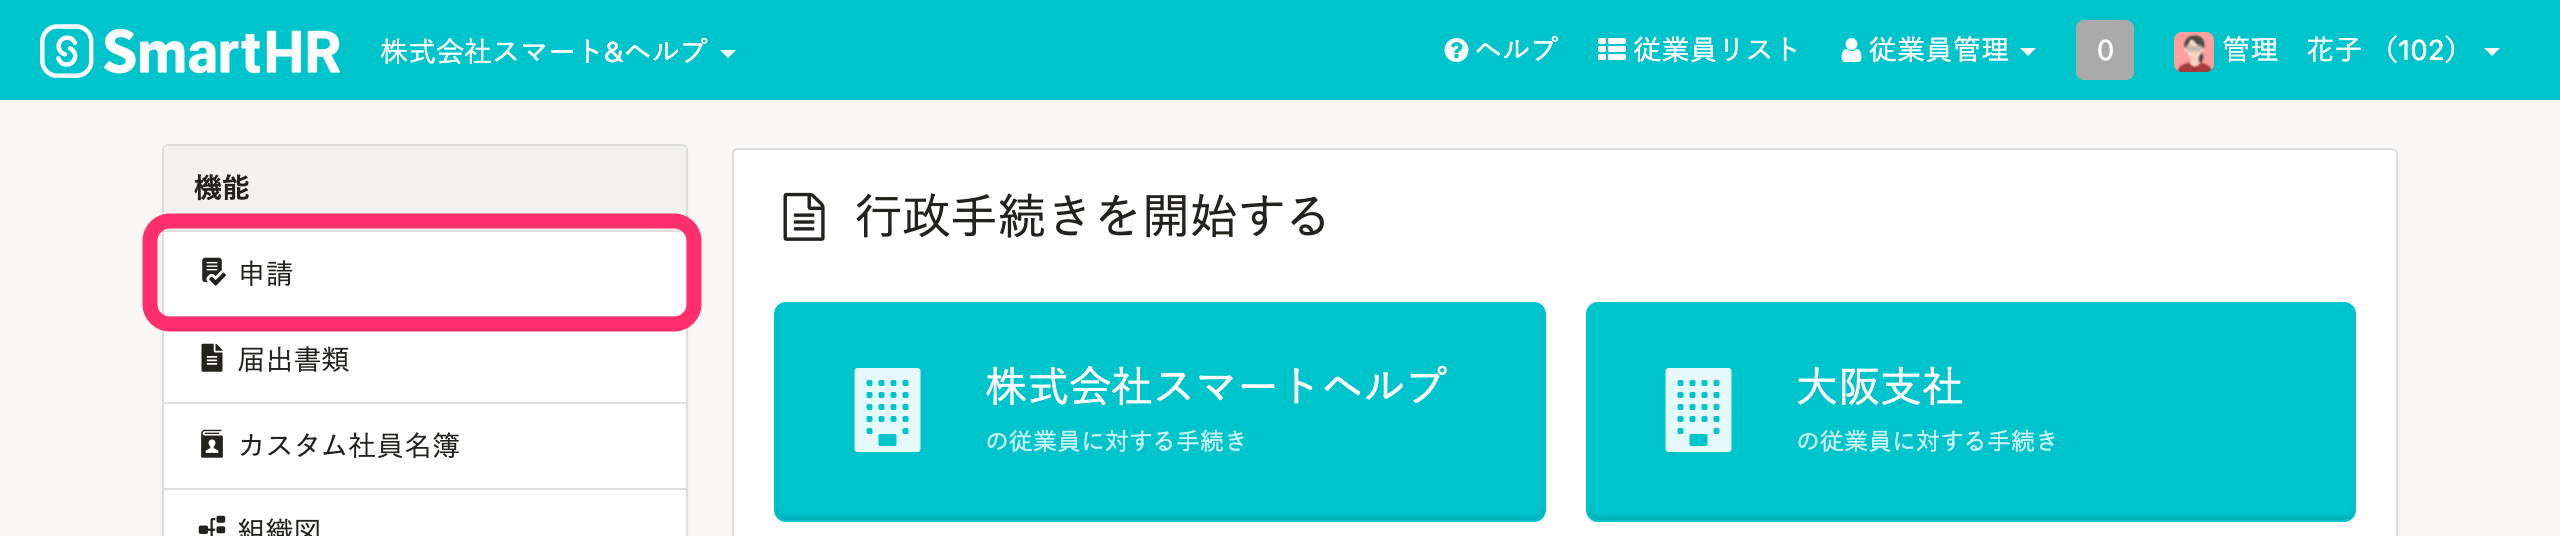 SmartHR 株式会社スマート&ヘルプ ヘルプ 従業員リスト 従業員管理 0 管理 花子 （102）
機能
申請
届出書類
カスタム社員名簿
組織図
行政手続きを開始する
株式会社スマートヘルプ
の従業員に対する手続き
大阪支社
の従業員に対する手続き